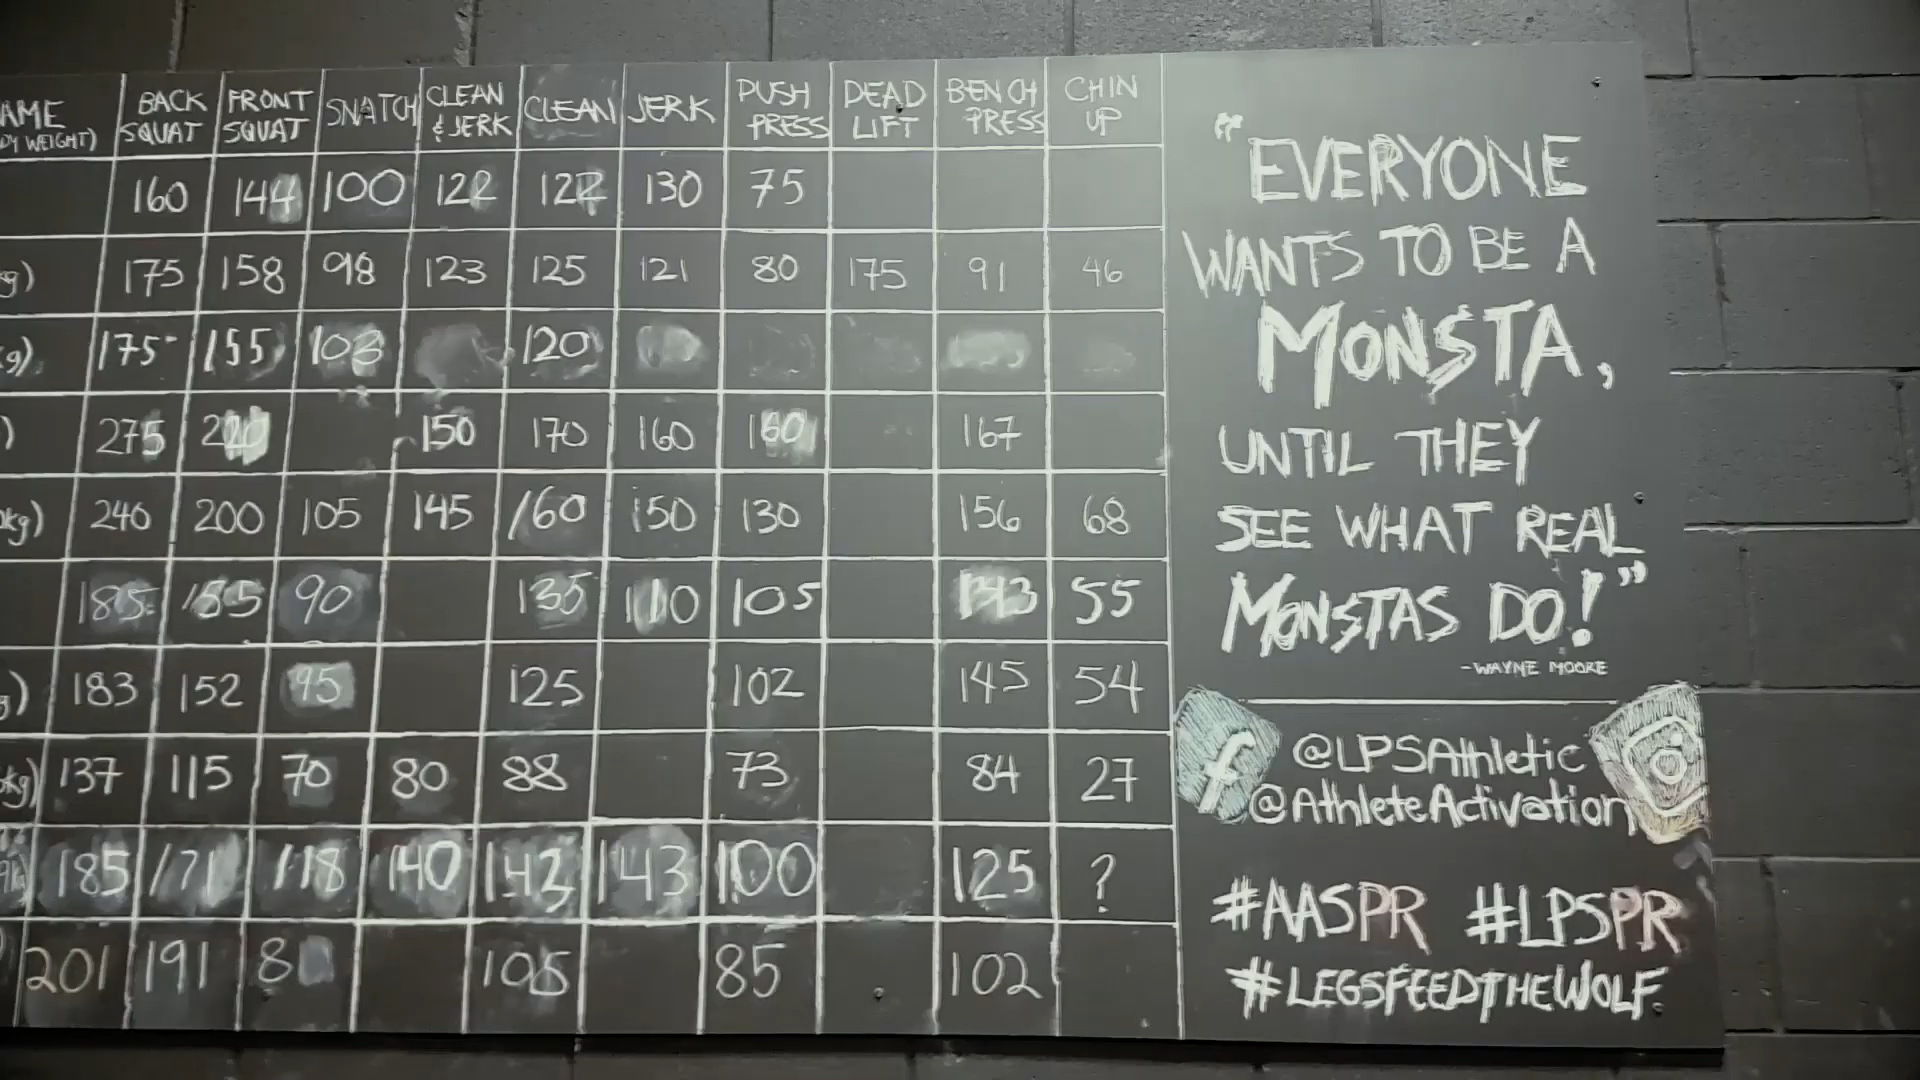 AME BACK SQUAT FRONT SQUAT SNATCH CLEAN & JERK CLEAN JERK PUSH PRESS DEAD LIFT BENCH PRESS CHIN UP
WEIGHT)
160 144 100 122 122 130 75
g) 175 158 98 123 125 121 80 175 91 46
g) 175 155 103 120
) 275 220 150 170 160 160 167
kg) 240 200 105 145 160 150 130 156 68
185 155 90 135 110 105 143 55
g) 183 152 95 125 102 145 54
kg) 137 115 70 80 88 73 84 27
185 171 118 140 143 143 100 125 ?
) 201 191 80 105 85 102
"EVERYONE
WANTS TO BE A
MONSTA,
UNTIL THEY
SEE WHAT REAL
MONSTAS DO!"
-WAYNE MOORE
f @LPSAthletic
@AthleteActivation
#AASPR #LPSPR
#LEGSFEEDTHEWOLF.